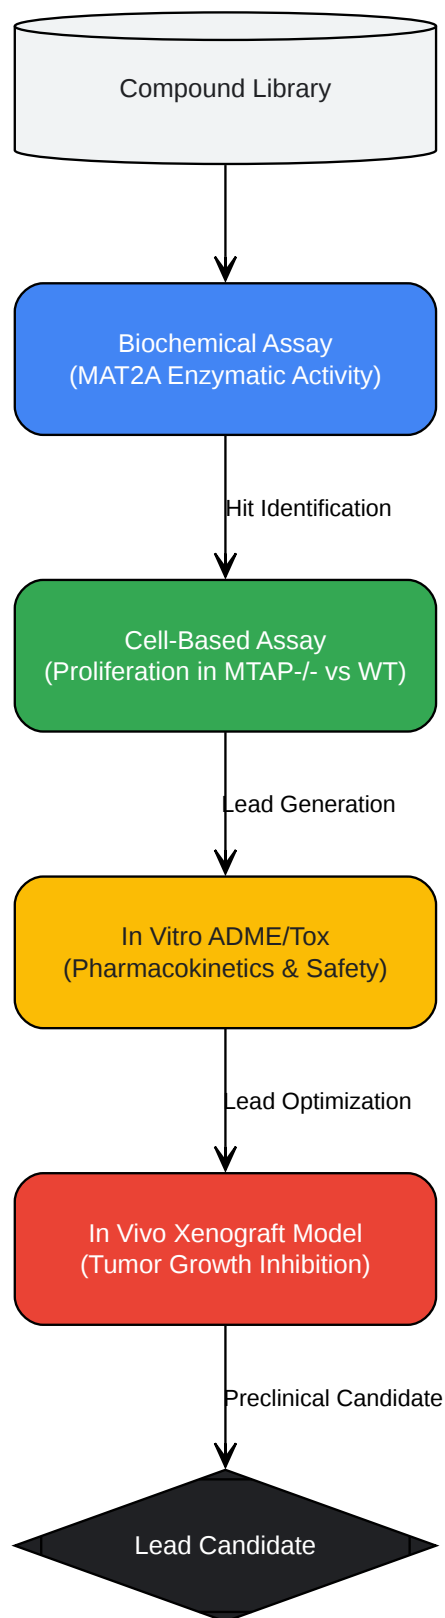 Compound Library
Biochemical Assay
(MAT2A Enzymatic Activity)
Hit Identification
Cell-Based Assay
(Proliferation in MTAP-/- vs WT)
Lead Generation
In Vitro ADME/Tox
(Pharmacokinetics & Safety)
Lead Optimization
In Vivo Xenograft Model
(Tumor Growth Inhibition)
Preclinical Candidate
Lead Candidate